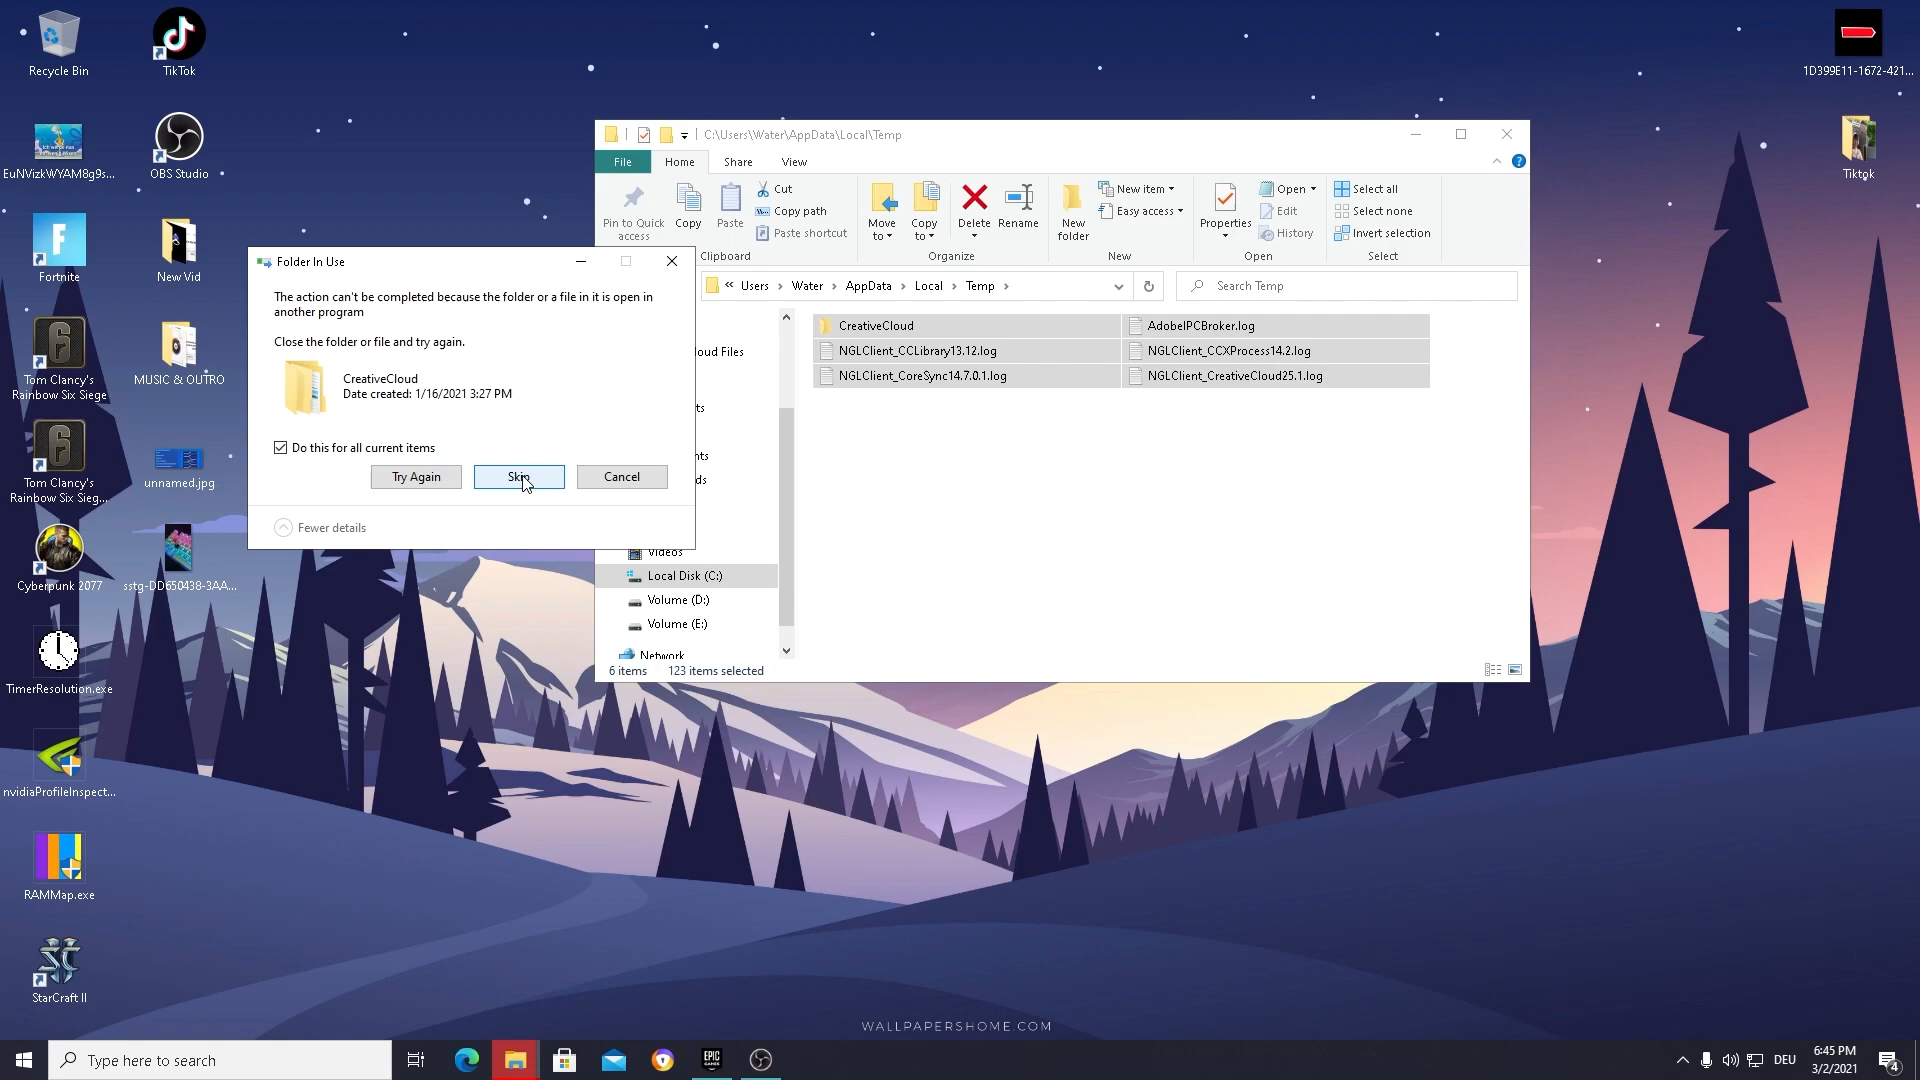 Recycle Bin
TikTok
EuNVizkWYAM8g9s...
OBS Studio
Fortnite
New Vid
Tom Clancy's
Rainbow Six Siege
MUSIC & OUTRO
Tom Clancy's
Rainbow Six Sieg...
unnamed.jpg
Cyberpunk 2077
sstg-DD650438-3AA...
TimerResolution.exe
nvidiaProfileInspect...
RAMMap.exe
StarCraft II
1D399E11-1672-421...
Tiktok
C:\Users\Water\AppData\Local\Temp
File
Home
Share
View
Pin to Quick
access
Copy
Paste
Cut
Copy path
Paste shortcut
Clipboard
Move
to
Copy
to
Delete
Rename
Organize
New
folder
New item
Easy access
New
Properties
Open
Edit
History
Open
Select all
Select none
Invert selection
Select
« Users > Water > AppData > Local > Temp >
Search Temp
oud Files
ts
nts
ds
Videos
Local Disk (C:)
Volume (D:)
Volume (E:)
Network
CreativeCloud
AdobeIPCBroker.log
NGLClient_CCLibrary13.12.log
NGLClient_CCXProcess14.2.log
NGLClient_CoreSync14.7.0.1.log
NGLClient_CreativeCloud25.1.log
6 items
123 items selected
Folder In Use
The action can't be completed because the folder or a file in it is open in
another program
Close the folder or file and try again.
CreativeCloud
Date created: 1/16/2021 3:27 PM
Do this for all current items
Try Again
Skip
Cancel
Fewer details
WALLPAPERSHOME.COM
Type here to search
EPIC
GAMES
DEU
6:45 PM
3/2/2021
4